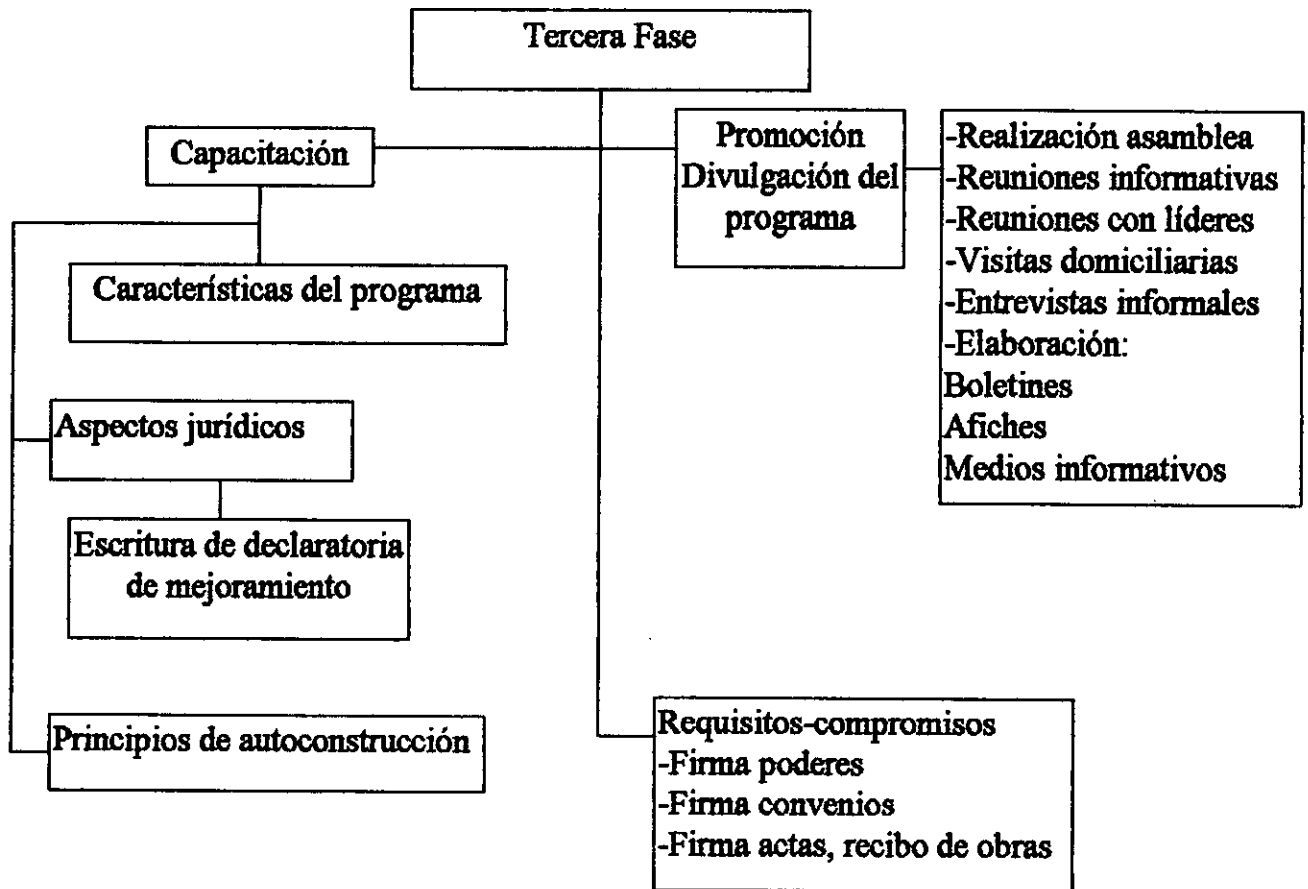 Tercera Fase
Capacitación
Promoción
Divulgación del
programa
-Realización asamblea
-Reuniones informativas
-Reuniones con líderes
-Visitas domiciliarias
-Entrevistas informales
-Elaboración:
Boletines
Afiches
Medios informativos
Características del programa
Aspectos jurídicos
Escritura de declaratoria
de mejoramiento
Principios de autoconstrucción
Requisitos-compromisos
-Firma poderes
-Firma convenios
-Firma actas, recibo de obras